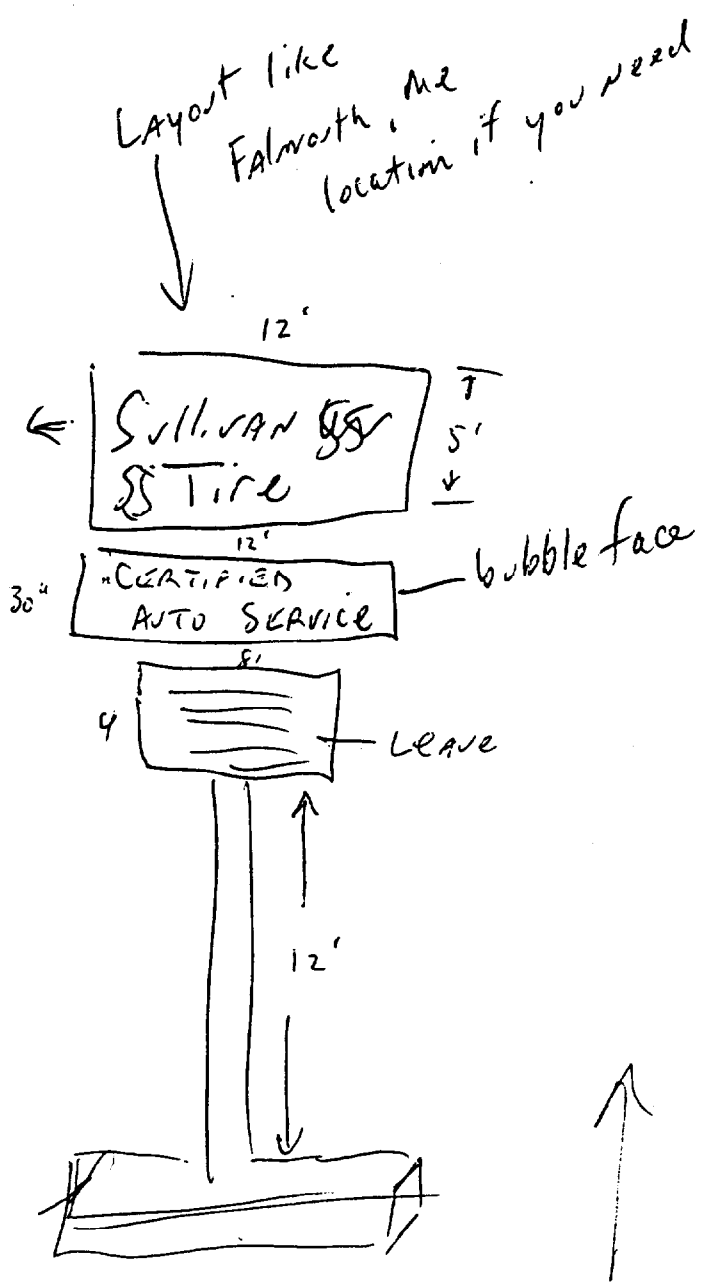 Layout like
Falmouth, Me
location if you need
12'
Sullivan
Tire
5'
12'
30"
"CERTIFIED
AUTO SERVICE
bubble face
8'
4
LEAVE
12'